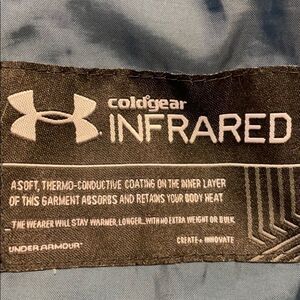 coldgear
INFRARED
A SOFT, THERMO-CONDUCTIVE COATING ON THE INNER LAYER
OF THIS GARMENT ABSORBS AND RETAINS YOUR BODY HEAT
...THE WEARER WILL STAY WARMER, LONGER...WITH NO EXTRA WEIGHT OR BULK
UNDER ARMOUR CREATE + INNOVATE